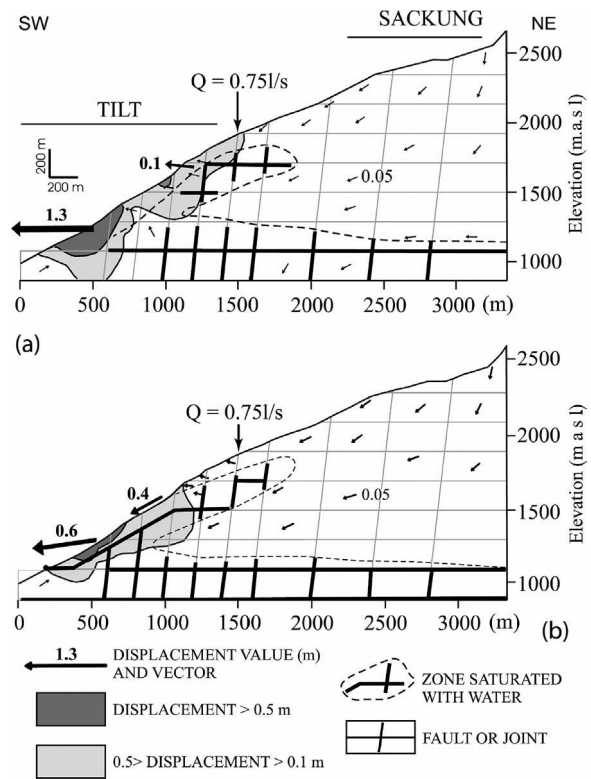 SW
SACKUNG
NE
Q = 0.75l/s
TILT
200 m
200 m
0.1
0.05
1.3
2500
2000
1500
1000
Elevation (m.a.s l)
0 500 1000 1500 2000 2500 3000 (m)
(a)
Q = 0.75l/s
0.4
0.6
0.05
2500
2000
1500
1000
Elevation (m a s l)
0 500 1000 1500 2000 2500 3000 (m)
(b)
1.3 DISPLACEMENT VALUE (m)
AND VECTOR
DISPLACEMENT > 0.5 m
0.5> DISPLACEMENT > 0.1 m
ZONE SATURATED
WITH WATER
FAULT OR JOINT